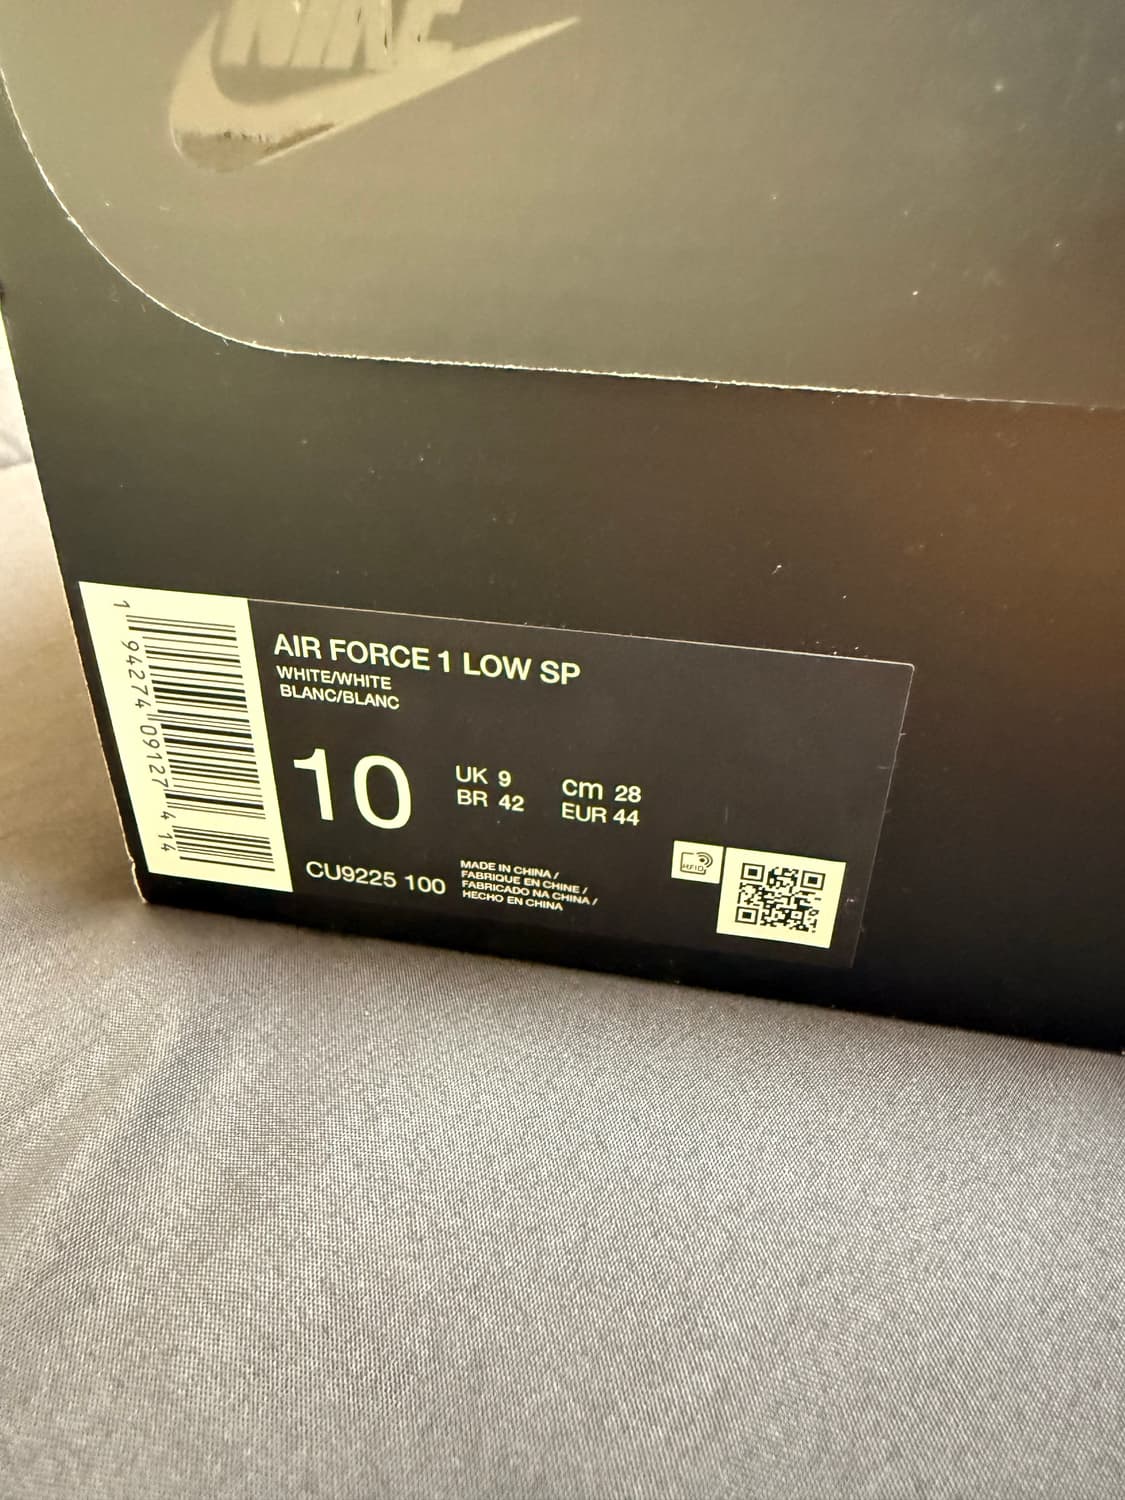 NIKE
1 94274 09127 4 14
AIR FORCE 1 LOW SP
WHITE/WHITE
BLANC/BLANC
10
UK 9
BR 42
cm 28
EUR 44
CU9225 100
MADE IN CHINA /
FABRIQUE EN CHINE /
FABRICADO NA CHINA /
HECHO EN CHINA
RFID